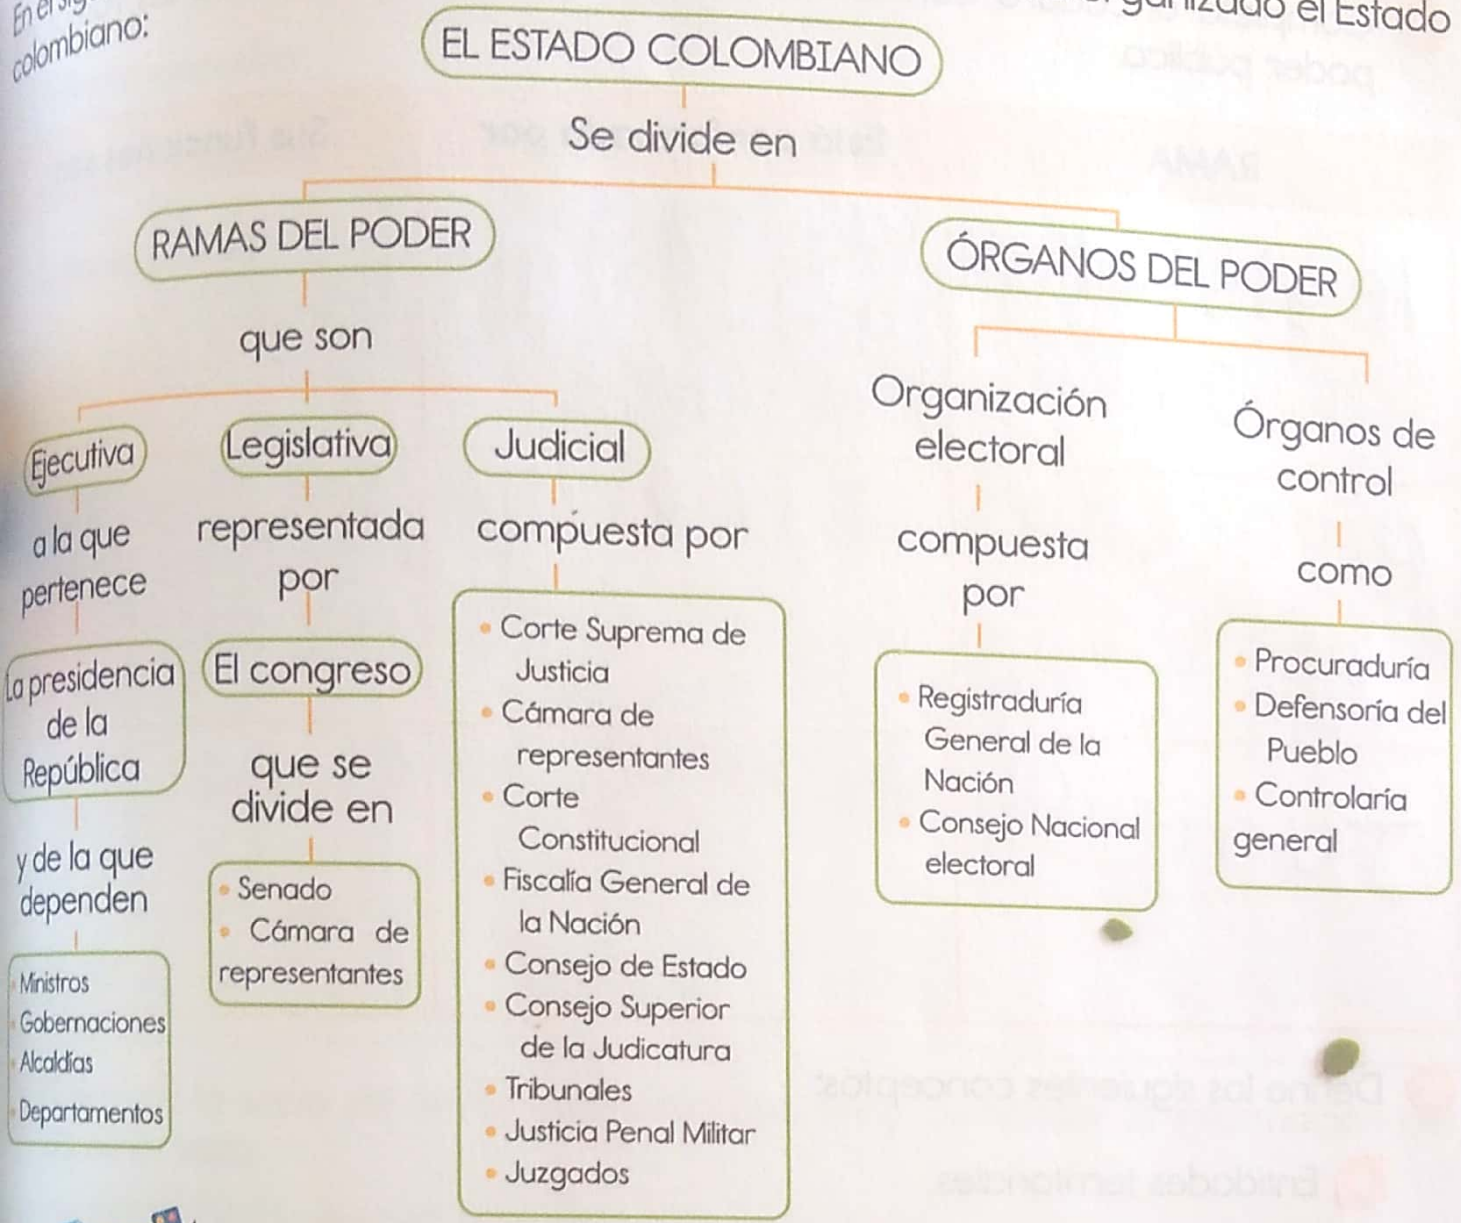 En el
colombiano:
el Estado
EL ESTADO COLOMBIANO
Se divide en
RAMAS DEL PODER
que son
Ejecutiva
a la que
pertenece
La presidencia
de la
República
y de la que
dependen
• Ministros
• Gobernaciones
• Alcaldías
• Departamentos
Legislativa
representada
por
El congreso
que se
divide en
• Senado
• Cámara de
representantes
Judicial
compuesta por
• Corte Suprema de
Justicia
• Cámara de
representantes
• Corte
Constitucional
• Fiscalía General de
la Nación
• Consejo de Estado
• Consejo Superior
de la Judicatura
• Tribunales
• Justicia Penal Militar
• Juzgados
ÓRGANOS DEL PODER
Organización
electoral
compuesta
por
• Registraduría
General de la
Nación
• Consejo Nacional
electoral
Órganos de
control
como
• Procuraduría
• Defensoría del
Pueblo
• Controlaría
general